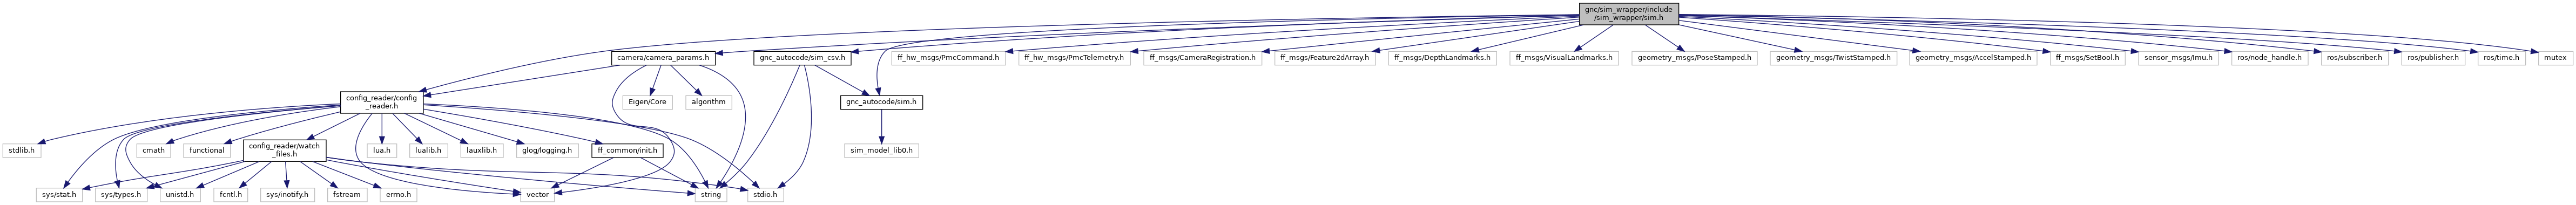 gnc/sim_wrapper/include
/sim_wrapper/sim.h
camera/camera_params.h
gnc_autocode/sim_csv.h
ff_hw_msgs/PmcCommand.h
ff_hw_msgs/PmcTelemetry.h
ff_msgs/CameraRegistration.h
ff_msgs/Feature2dArray.h
ff_msgs/DepthLandmarks.h
ff_msgs/VisualLandmarks.h
geometry_msgs/PoseStamped.h
geometry_msgs/TwistStamped.h
geometry_msgs/AccelStamped.h
ff_msgs/SetBool.h
sensor_msgs/Imu.h
ros/node_handle.h
ros/subscriber.h
ros/publisher.h
ros/time.h
mutex
config_reader/config
_reader.h
Eigen/Core
algorithm
gnc_autocode/sim.h
stdlib.h
cmath
functional
config_reader/watch
_files.h
lua.h
lualib.h
lauxlib.h
glog/logging.h
ff_common/init.h
sim_model_lib0.h
sys/stat.h
sys/types.h
unistd.h
fcntl.h
sys/inotify.h
fstream
errno.h
vector
string
stdio.h